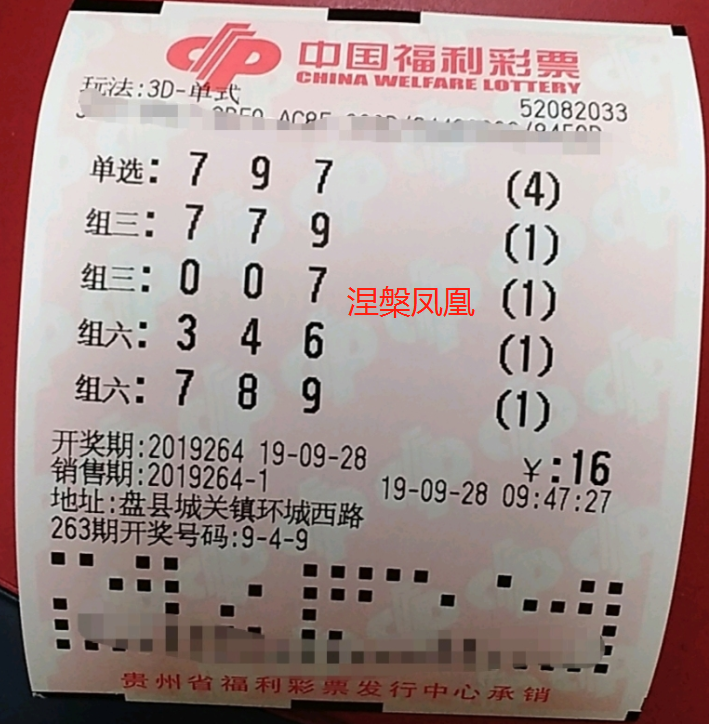 中国福利彩票
CHINA WELFARE LOTTERY
玩法:3D-单式
52082033
单选: 7 9 7 (4)
组三: 7 7 9 (1)
组三: 0 0 7 (1)
涅槃凤凰
组六: 3 4 6 (1)
组六: 7 8 9 (1)
开奖期:2019264 19-09-28 ¥:16
销售期:2019264-1 19-09-28 09:47:27
地址:盘县城关镇环城西路
263期开奖号码:9-4-9
贵州省福利彩票发行中心承销